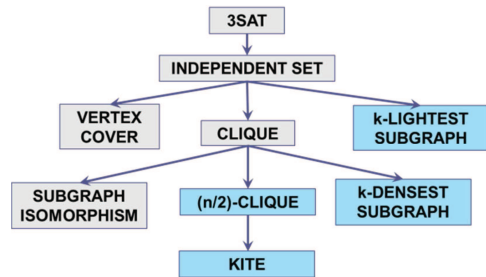 3SAT
INDEPENDENT SET
VERTEX
COVER
CLIQUE
k-LIGHTEST
SUBGRAPH
SUBGRAPH
ISOMORPHISM
(n/2)-CLIQUE
k-DENSEST
SUBGRAPH
KITE